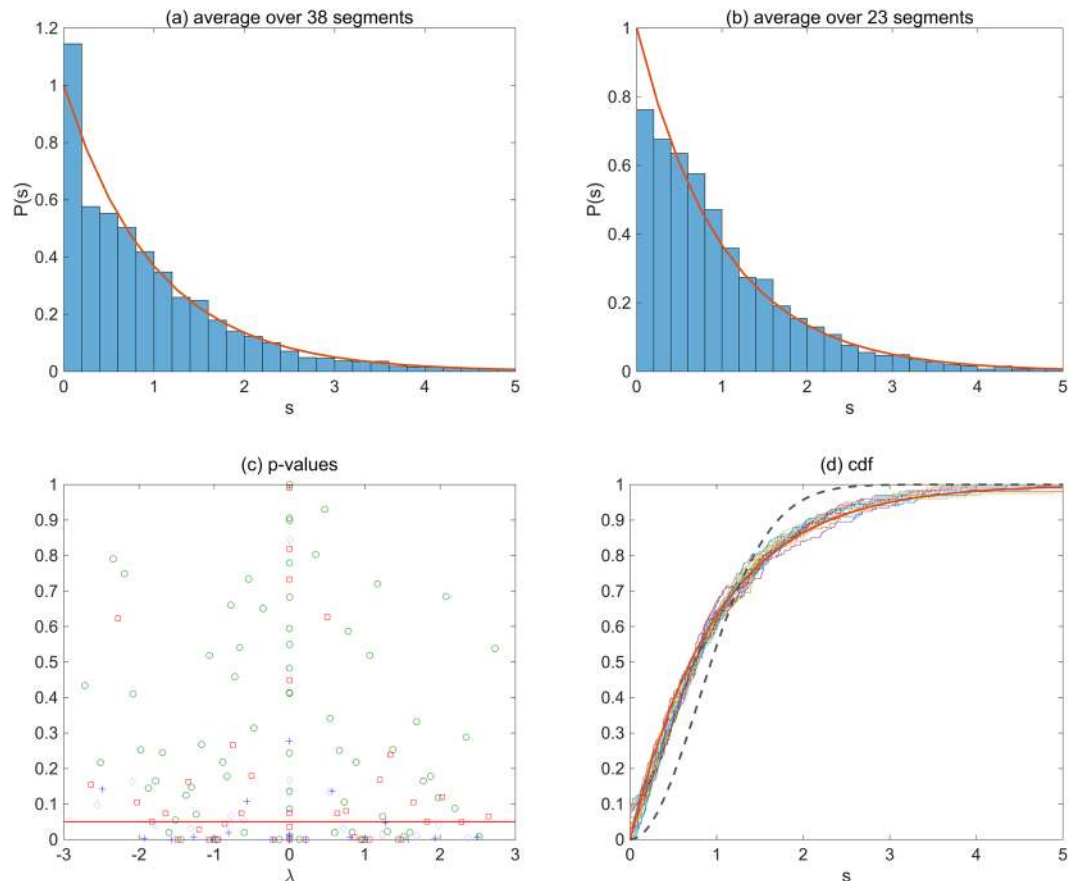 (a) average over 38 segments
1.2
1
0.8
0.6
0.4
0.2
0
P(s)
0 1 2 3 4 5
s
(b) average over 23 segments
1
0.8
0.6
0.4
0.2
0
P(s)
0 1 2 3 4 5
s
(c) p-values
1
0.9
0.8
0.7
0.6
0.5
0.4
0.3
0.2
0.1
0
-3 -2 -1 0 1 2 3
λ
(d) cdf
1
0.9
0.8
0.7
0.6
0.5
0.4
0.3
0.2
0.1
0
0 1 2 3 4 5
s